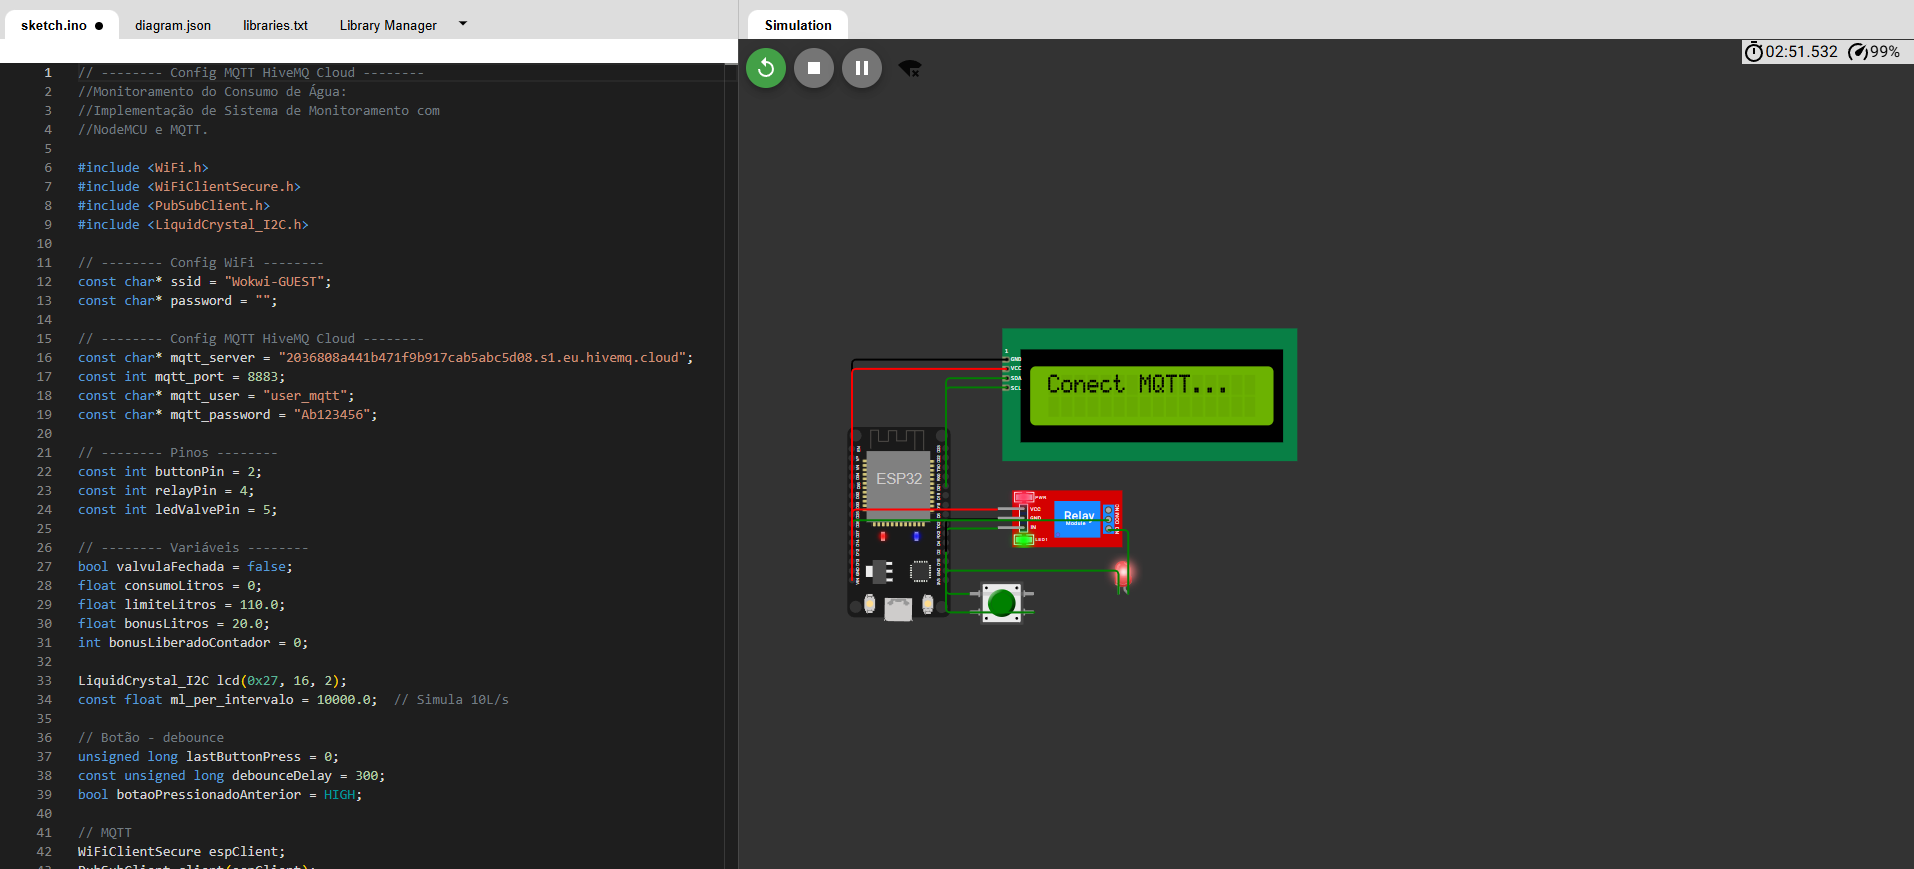 sketch.ino
diagram.json
libraries.txt
Library Manager
Simulation
02:51.532
99%
1 // -------- Config MQTT HiveMQ Cloud --------
2 //Monitoramento do Consumo de Água:
3 //Implementação de Sistema de Monitoramento com
4 //NodeMCU e MQTT.
5
6 #include <WiFi.h>
7 #include <WiFiClientSecure.h>
8 #include <PubSubClient.h>
9 #include <LiquidCrystal_I2C.h>
10
11 // -------- Config WiFi --------
12 const char* ssid = "Wokwi-GUEST";
13 const char* password = "";
14
15 // -------- Config MQTT HiveMQ Cloud --------
16 const char* mqtt_server = "2036808a441b471f9b917cab5abc5d08.s1.eu.hivemq.cloud";
17 const int mqtt_port = 8883;
18 const char* mqtt_user = "user_mqtt";
19 const char* mqtt_password = "Ab123456";
20
21 // -------- Pinos --------
22 const int buttonPin = 2;
23 const int relayPin = 4;
24 const int ledValvePin = 5;
25
26 // -------- Variáveis --------
27 bool valvulaFechada = false;
28 float consumoLitros = 0;
29 float limiteLitros = 110.0;
30 float bonusLitros = 20.0;
31 int bonusLiberadoContador = 0;
32
33 LiquidCrystal_I2C lcd(0x27, 16, 2);
34 const float ml_per_intervalo = 10000.0;  // Simula 10L/s
35
36 // Botão - debounce
37 unsigned long lastButtonPress = 0;
38 const unsigned long debounceDelay = 300;
39 bool botaoPressionadoAnterior = HIGH;
40
41 // MQTT
42 WiFiClientSecure espClient;
1
GND
VCC
SDA
SCL
Conect MQTT...
ESP32
PWR
VCC
GND
IN
LED1
Relay
Module